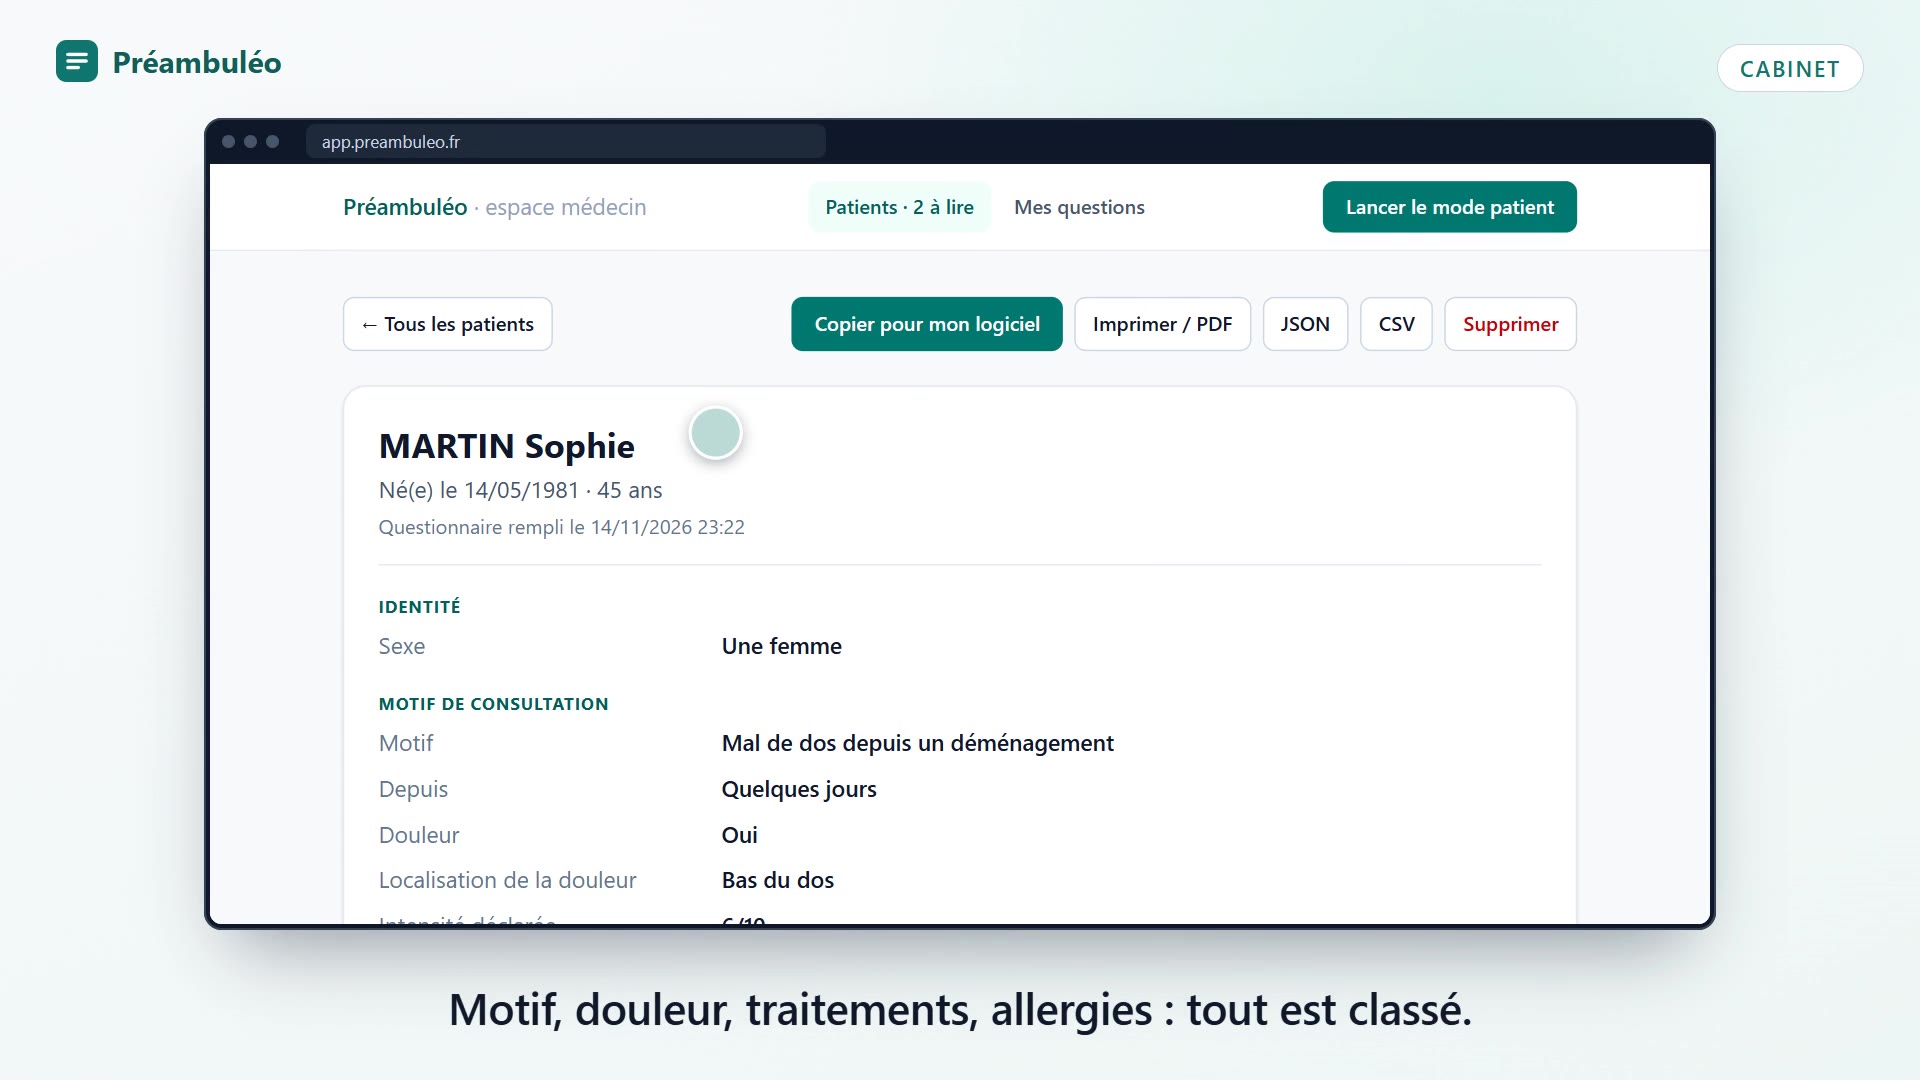 Préambuléo
CABINET
app.preambuleo.fr
Préambuléo · espace médecin
Patients · 2 à lire
Mes questions
Lancer le mode patient
← Tous les patients
Copier pour mon logiciel
Imprimer / PDF
JSON
CSV
Supprimer
MARTIN Sophie
Né(e) le 14/05/1981 · 45 ans
Questionnaire rempli le 14/11/2026 23:22
IDENTITÉ
Sexe Une femme
MOTIF DE CONSULTATION
Motif Mal de dos depuis un déménagement
Depuis Quelques jours
Douleur Oui
Localisation de la douleur Bas du dos
Intensité déclarée 6/10
Motif, douleur, traitements, allergies : tout est classé.